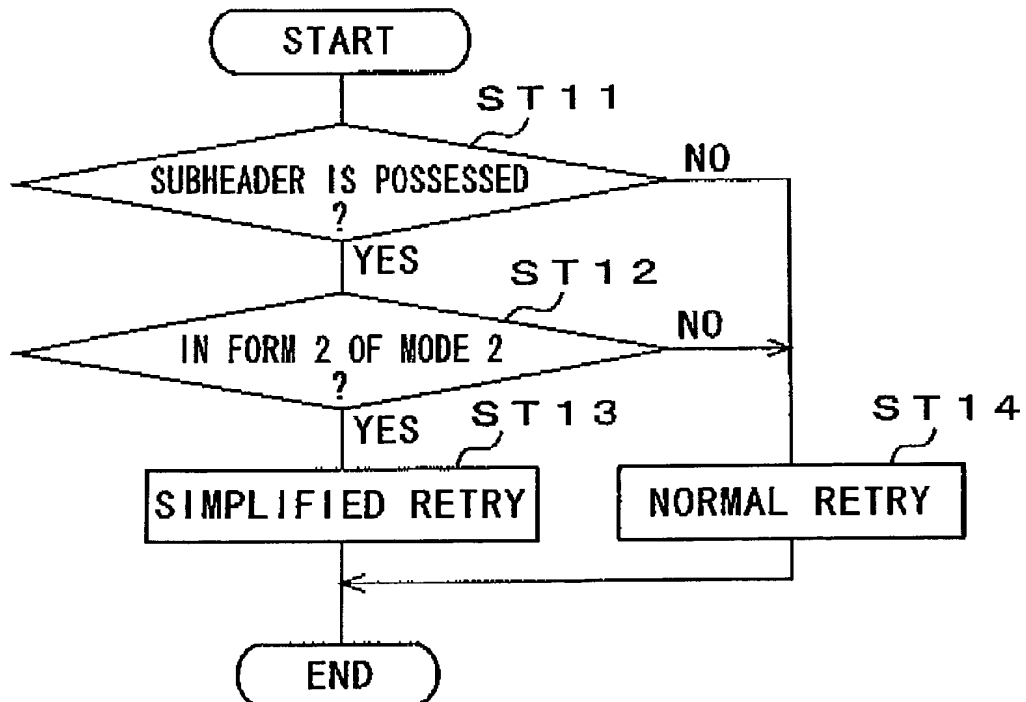 START
ST11
SUBHEADER IS POSSESSED
?
NO
YES
ST12
IN FORM 2 OF MODE 2
?
NO
YES
ST13
SIMPLIFIED RETRY
ST14
NORMAL RETRY
END